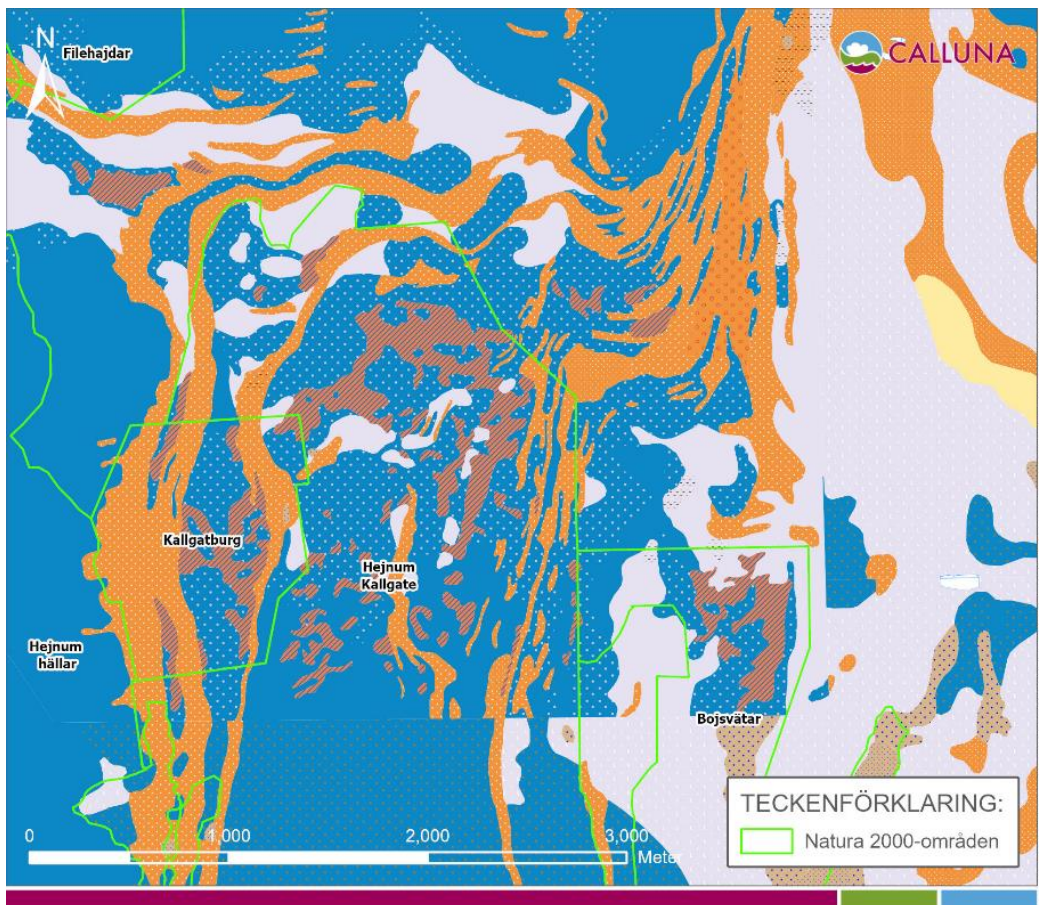 N
Filehajdar
CALLUNA
Kallgatburg
Hejnum
Kallgate
Hejnum
hällar
Bojsvätar
TECKENFÖRKLARING:
Natura 2000-områden
0 1,000 2,000 3,000
Meter